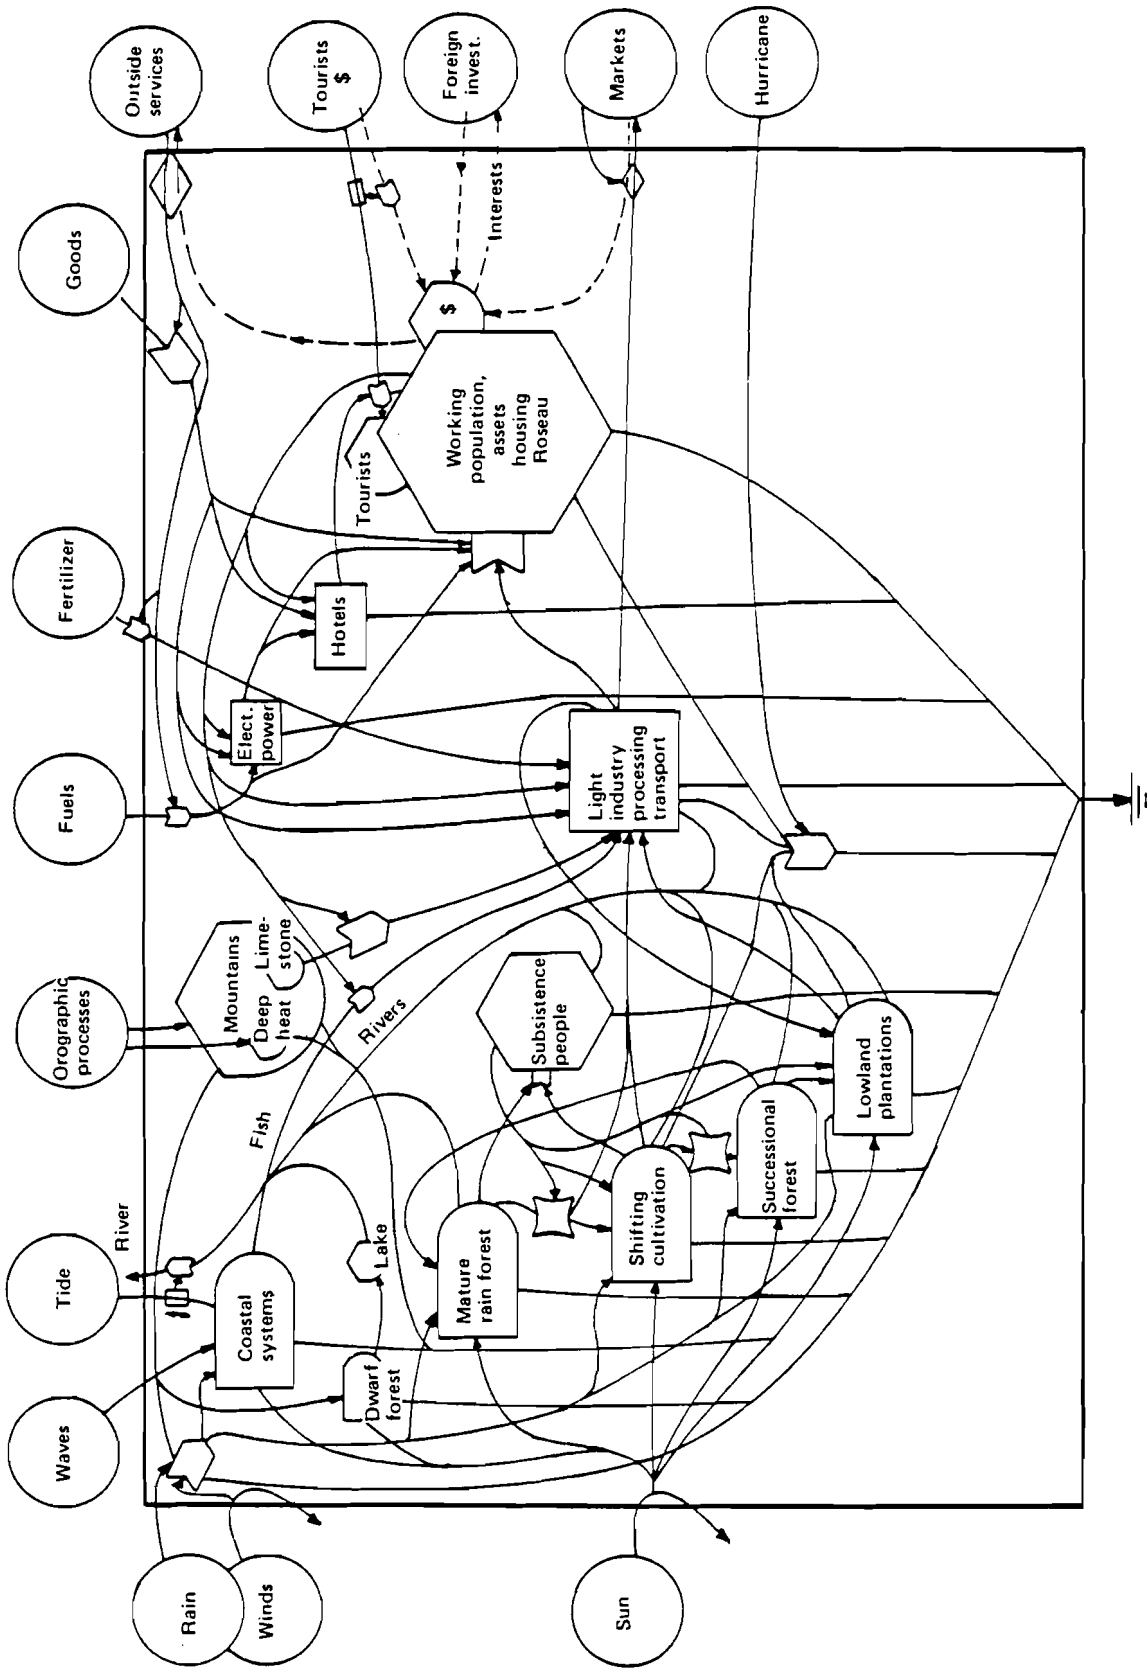 Rain
Winds
Waves
Tide
Orographic
processes
Fuels
Fertilizer
Goods
Outside
services
Tourists
$
Foreign
invest.
Markets
Hurricane
Sun
River
Coastal
systems
Dwarf
forest
Lake
Fish
Rivers
Mountains
Deep
heat
Lime-
stone
Elect.
power
Hotels
Tourists
$
Interests
Working
population,
assets
housing
Roseau
Mature
rain forest
Subsistence
people
Shifting
cultivation
Successional
forest
Lowland
plantations
Light
industry
processing
transport